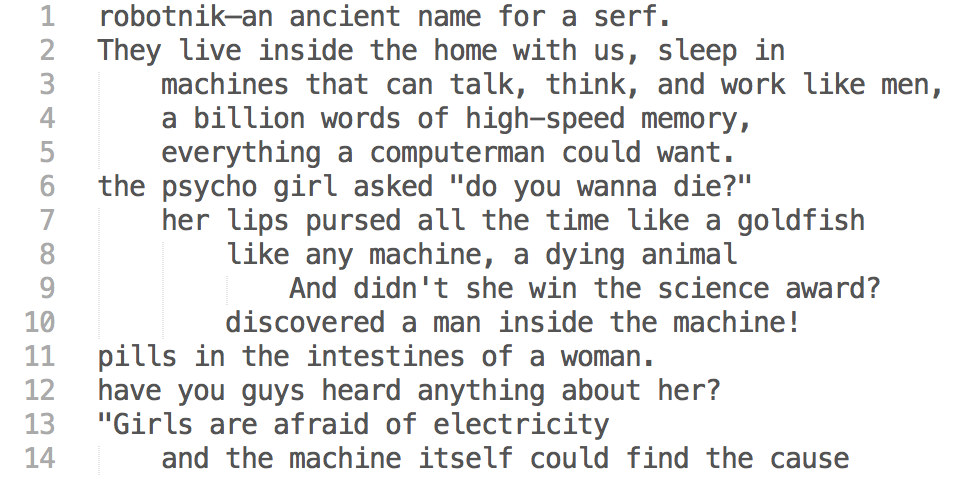 1 robotnik—an ancient name for a serf.
2 They live inside the home with us, sleep in
3 machines that can talk, think, and work like men,
4 a billion words of high-speed memory,
5 everything a computerman could want.
6 the psycho girl asked "do you wanna die?"
7 her lips pursed all the time like a goldfish
8 like any machine, a dying animal
9 And didn't she win the science award?
10 discovered a man inside the machine!
11 pills in the intestines of a woman.
12 have you guys heard anything about her?
13 "Girls are afraid of electricity
14 and the machine itself could find the cause